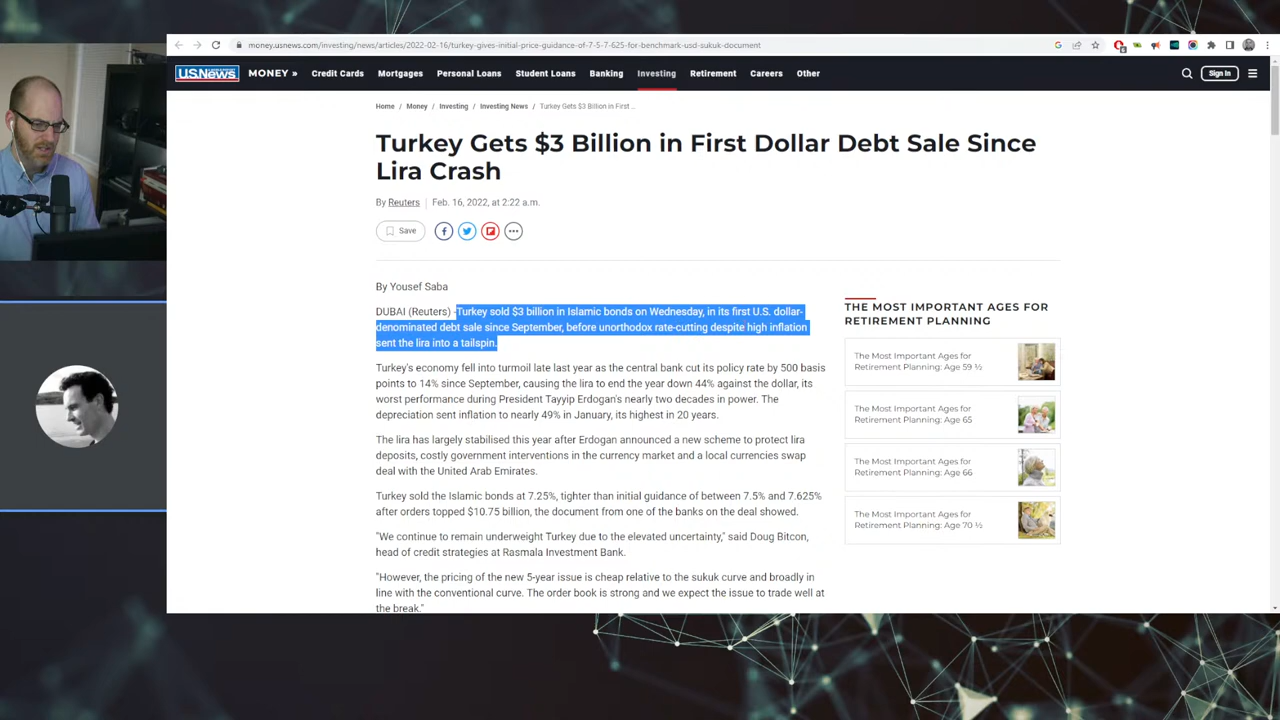 money.usnews.com/investing/news/articles/2022-02-16/turkey-gives-initial-price-guidance-of-7-5-7-625-for-benchmark-usd-sukuk-document
U.S.News MONEY » Credit Cards Mortgages Personal Loans Student Loans Banking Investing Retirement Careers Other Sign In
Home / Money / Investing / Investing News / Turkey Gets $3 Billion in First ...
Turkey Gets $3 Billion in First Dollar Debt Sale Since
Lira Crash
By Reuters | Feb. 16, 2022, at 2:22 a.m.
Save
By Yousef Saba
DUBAI (Reuters) -Turkey sold $3 billion in Islamic bonds on Wednesday, in its first U.S. dollar-
denominated debt sale since September, before unorthodox rate-cutting despite high inflation
sent the lira into a tailspin.
Turkey's economy fell into turmoil late last year as the central bank cut its policy rate by 500 basis
points to 14% since September, causing the lira to end the year down 44% against the dollar, its
worst performance during President Tayyip Erdogan's nearly two decades in power. The
depreciation sent inflation to nearly 49% in January, its highest in 20 years.
The lira has largely stabilised this year after Erdogan announced a new scheme to protect lira
deposits, costly government interventions in the currency market and a local currencies swap
deal with the United Arab Emirates.
Turkey sold the Islamic bonds at 7.25%, tighter than initial guidance of between 7.5% and 7.625%
after orders topped $10.75 billion, the document from one of the banks on the deal showed.
"We continue to remain underweight Turkey due to the elevated uncertainty," said Doug Bitcon,
head of credit strategies at Rasmala Investment Bank.
"However, the pricing of the new 5-year issue is cheap relative to the sukuk curve and broadly in
line with the conventional curve. The order book is strong and we expect the issue to trade well at
the break."
THE MOST IMPORTANT AGES FOR
RETIREMENT PLANNING
The Most Important Ages for
Retirement Planning: Age 59 ½
The Most Important Ages for
Retirement Planning: Age 65
The Most Important Ages for
Retirement Planning: Age 66
The Most Important Ages for
Retirement Planning: Age 70 ½